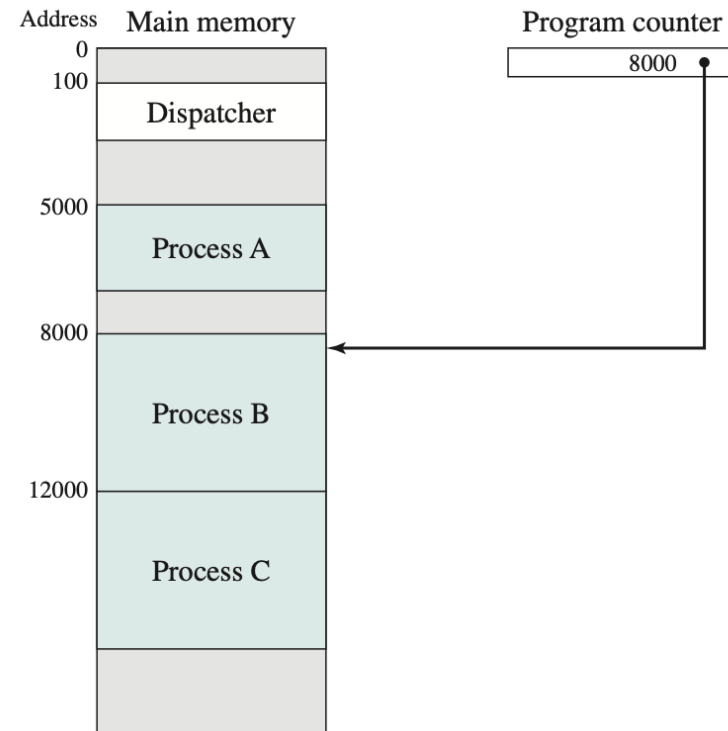 Address Main memory Program counter
0
8000
100
Dispatcher
5000
Process A
8000
Process B
12000
Process C